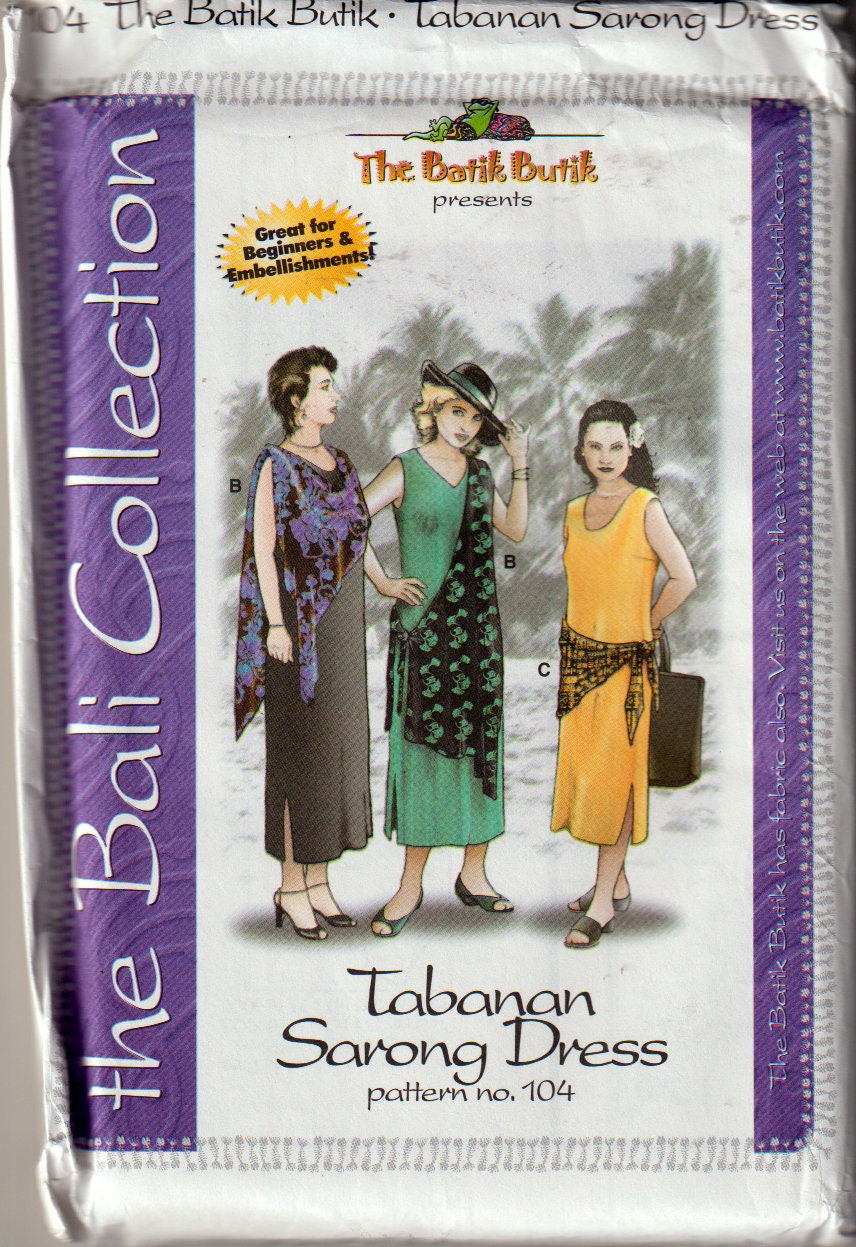 104 The Batik Butik • Tabanan Sarong Dress
the Bali Collection
The Batik Butik
presents
Great for
Beginners &
Embellishments!
B
B
C
Tabanan
Sarong Dress
pattern no. 104
The Batik Butik has fabric also. Visit us on the web at www.batikbutik.com